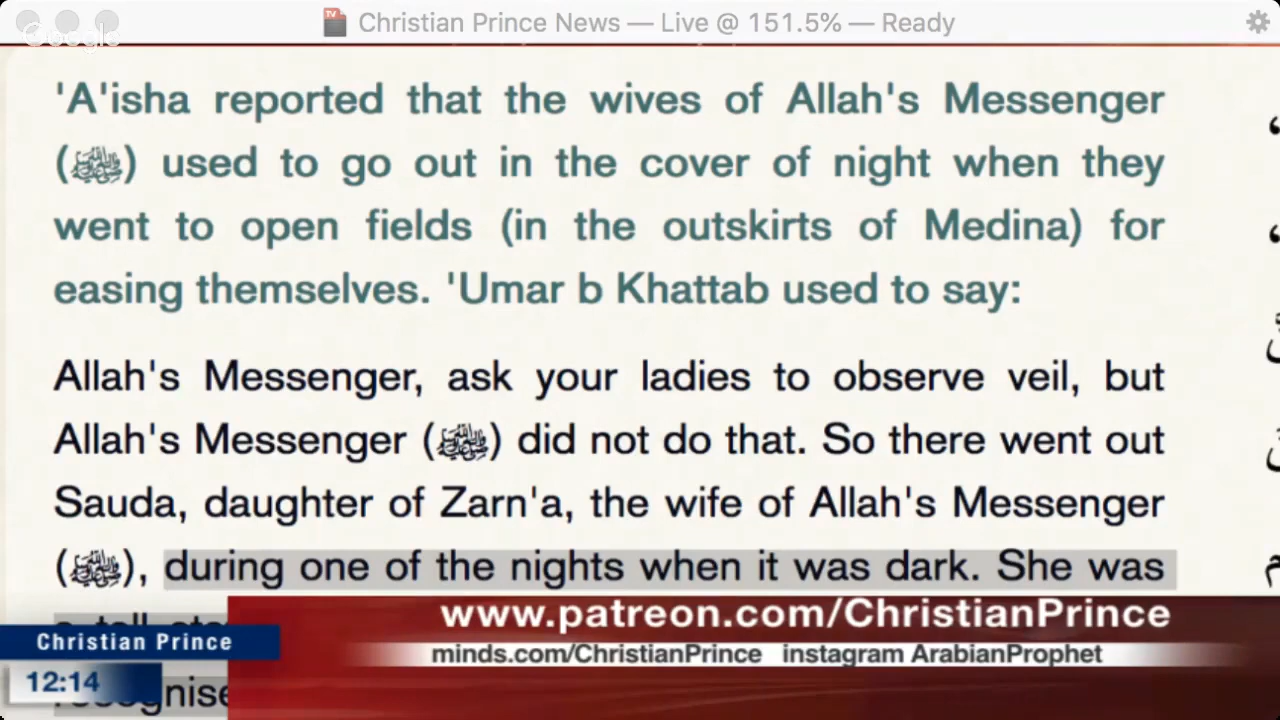 Christian Prince News — Live @ 151.5% — Ready
Google
'A'isha reported that the wives of Allah's Messenger
(ﷺ) used to go out in the cover of night when they
went to open fields (in the outskirts of Medina) for
easing themselves. 'Umar b Khattab used to say:
Allah's Messenger, ask your ladies to observe veil, but
Allah's Messenger (ﷺ) did not do that. So there went out
Sauda, daughter of Zarn'a, the wife of Allah's Messenger
(ﷺ), during one of the nights when it was dark. She was
www.patreon.com/ChristianPrince
Christian Prince
minds.com/ChristianPrince instagram ArabianProphet
12:14